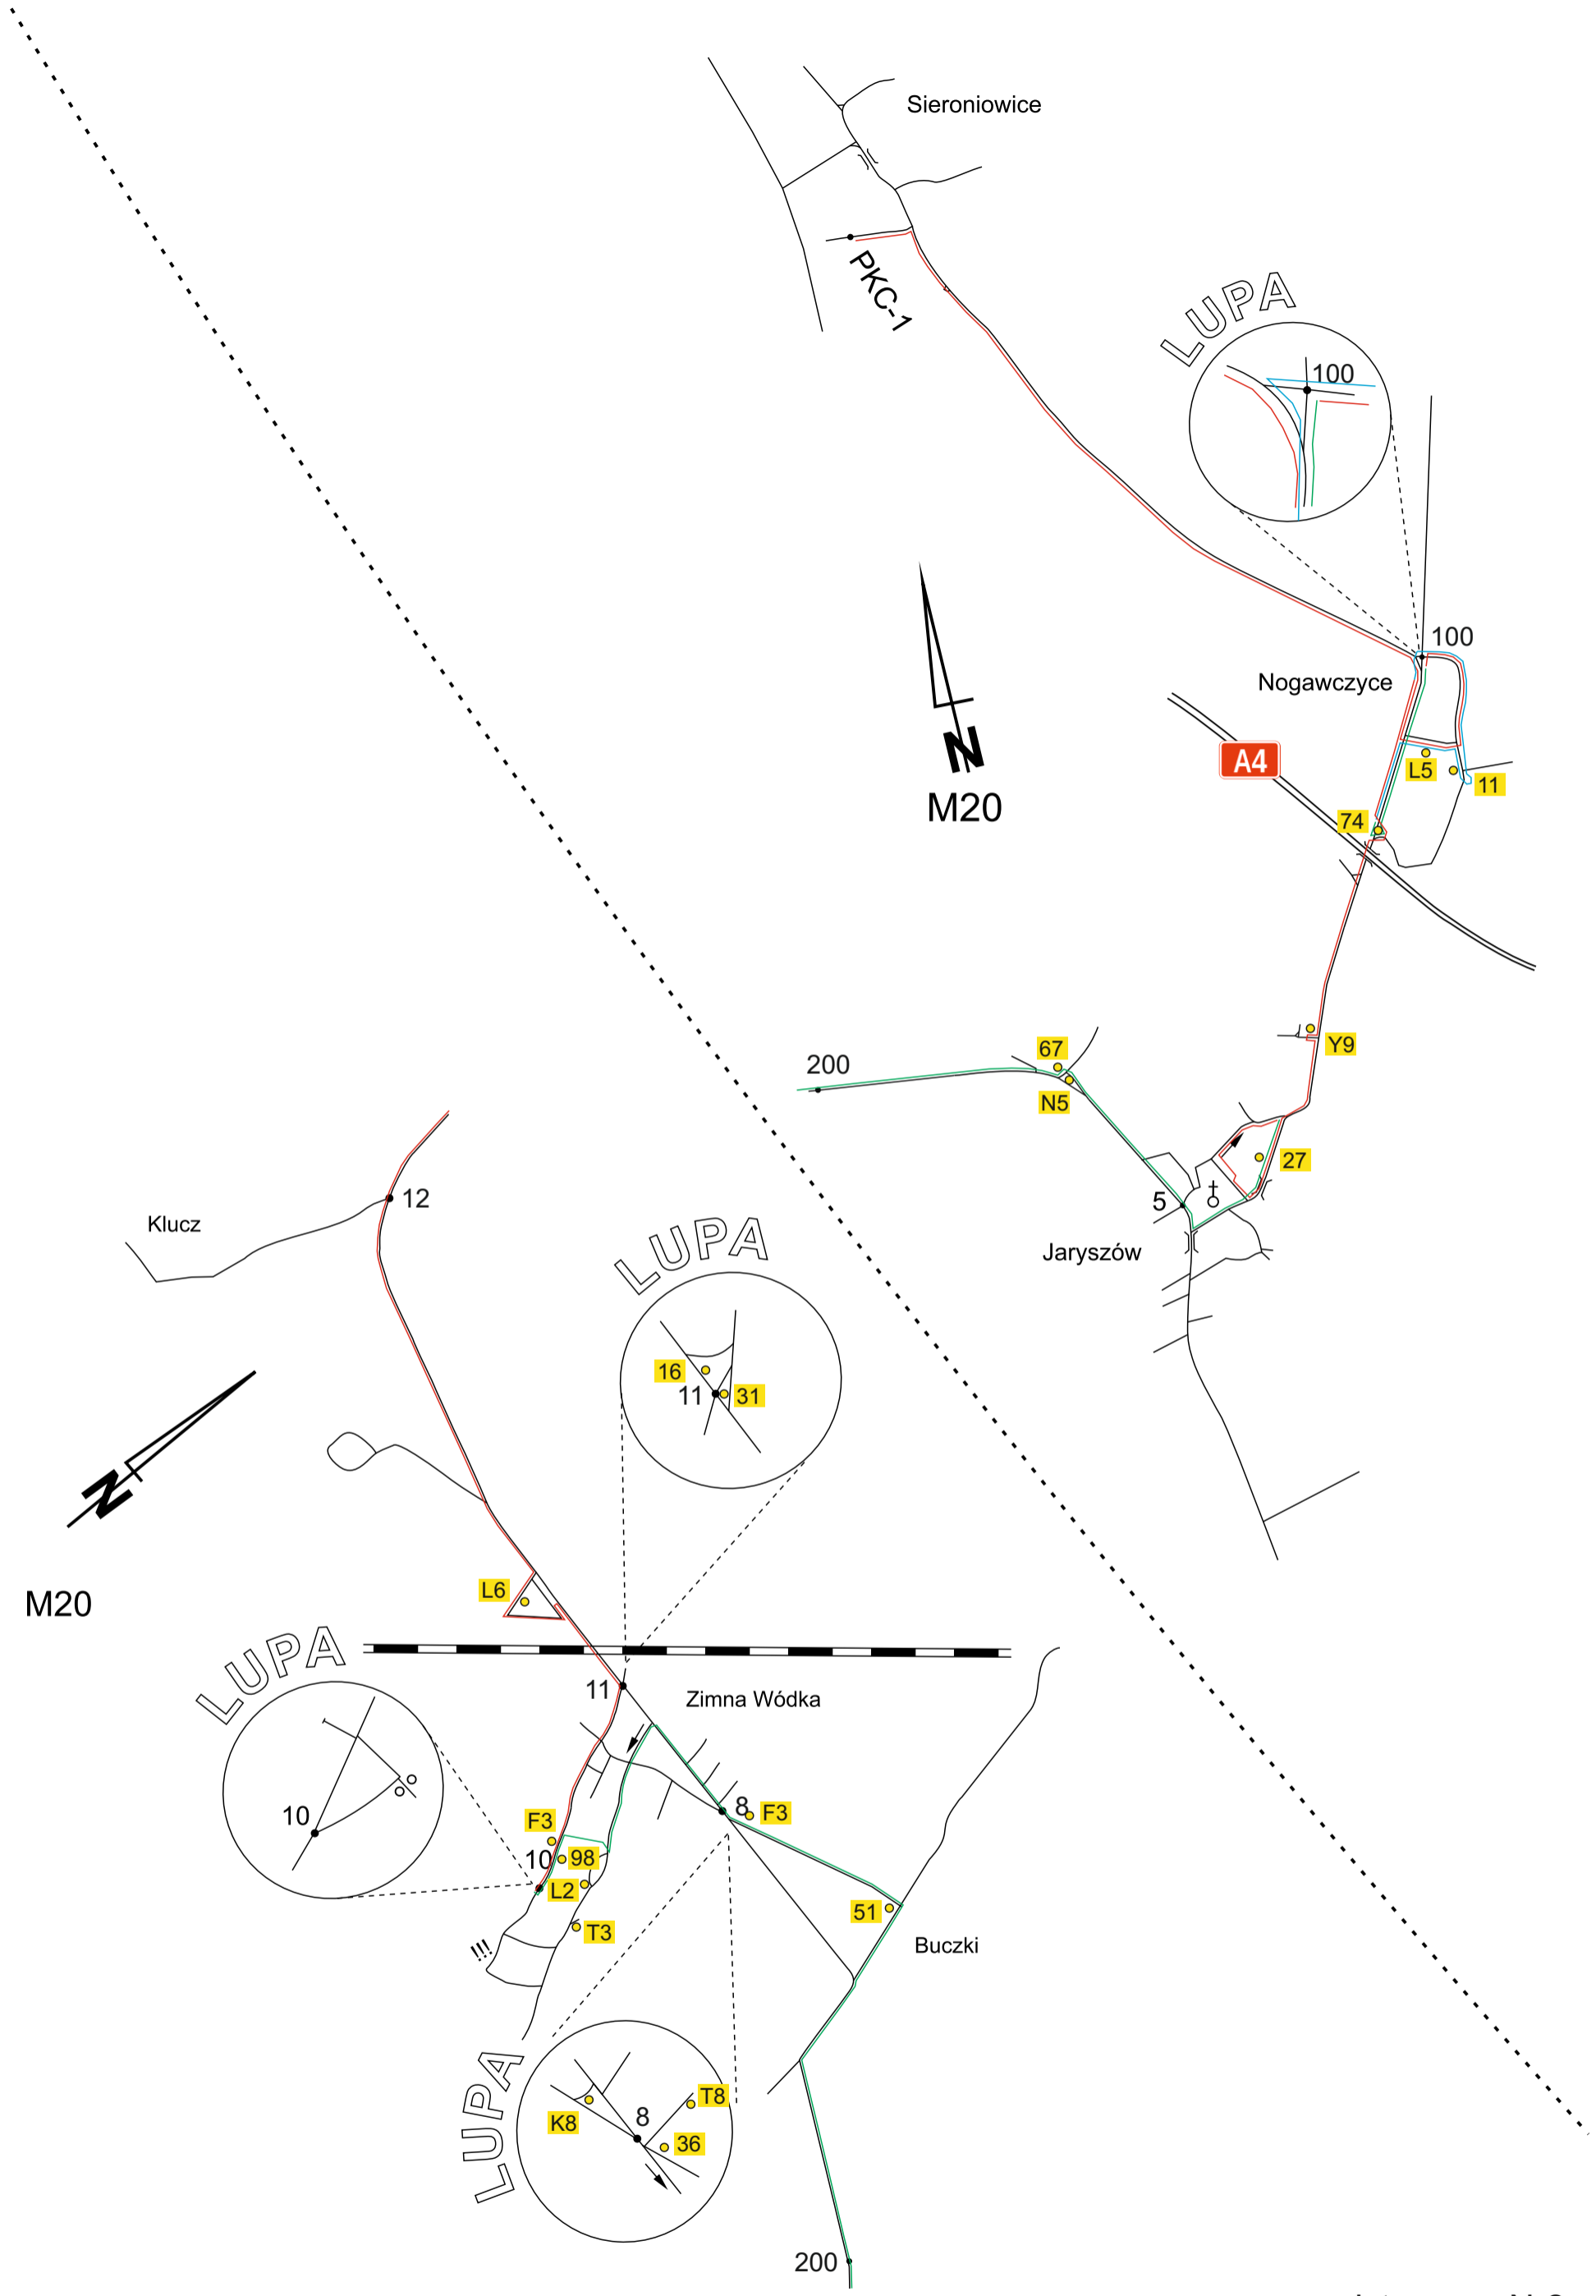 Sieroniowice
PKC-1
LUPA
100
100
Nogawczyce
A4
L5
11
74
N
M20
Y9
200
67
N5
27
5
Jaryszów
12
Klucz
LUPA
16
11
31
N
L6
M20
LUPA
11
Zimna Wódka
10
8
F3
F3
10
98
L2
51
T3
Buczki
!!!
LUPA
T8
K8
8
36
200